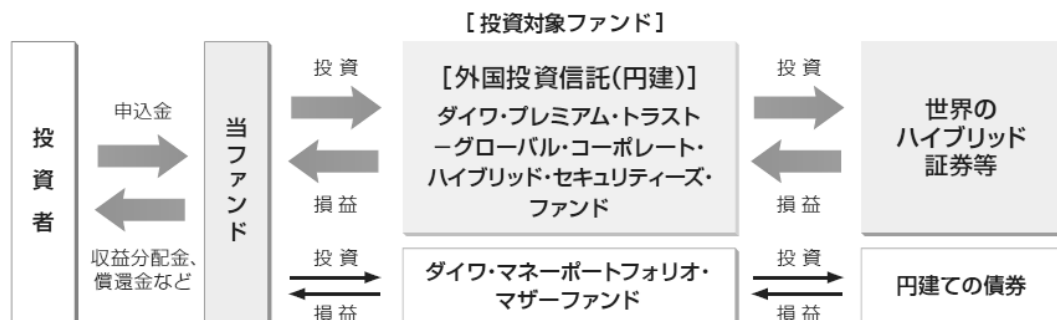 [ 投資対象ファンド ]
投資者
申込金
収益分配金、
償還金など
当ファンド
投 資
損 益
[外国投資信託(円建)]
ダイワ・プレミアム・トラスト
－グローバル・コーポレート・
ハイブリッド・セキュリティーズ・
ファンド
投 資
損 益
世界の
ハイブリッド
証券等
投 資
損 益
ダイワ・マネーポートフォリオ・
マザーファンド
投 資
損 益
円建ての債券